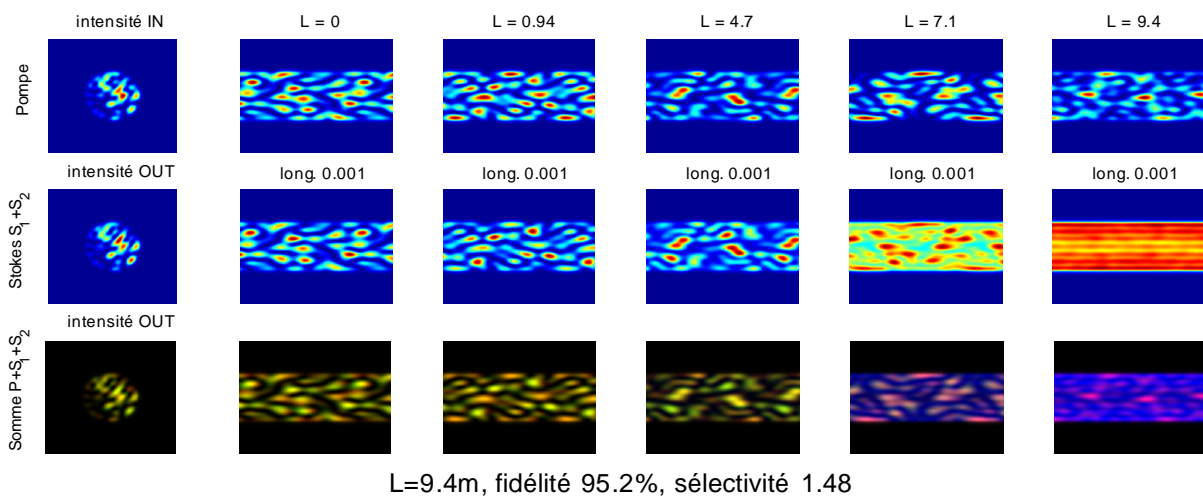 intensité IN L = 0 L = 0.94 L = 4.7 L = 7.1 L = 9.4
Pompe
intensité OUT long. 0.001 long. 0.001 long. 0.001 long. 0.001 long. 0.001
Stokes S₁+S₂
intensité OUT
Somme P+S₁+S₂
L=9.4m, fidélité 95.2%, sélectivité 1.48